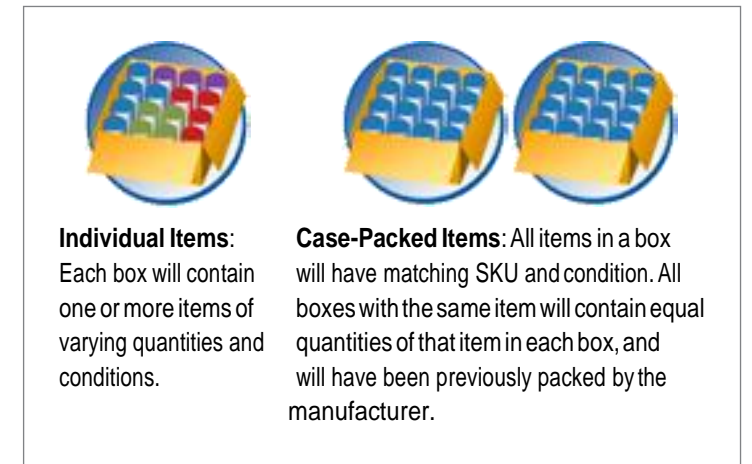 Individual Items:
Each box will contain
one or more items of
varying quantities and
conditions.
Case-Packed Items: All items in a box
will have matching SKU and condition. All
boxes with the same item will contain equal
quantities of that item in each box, and
will have been previously packed by the
manufacturer.